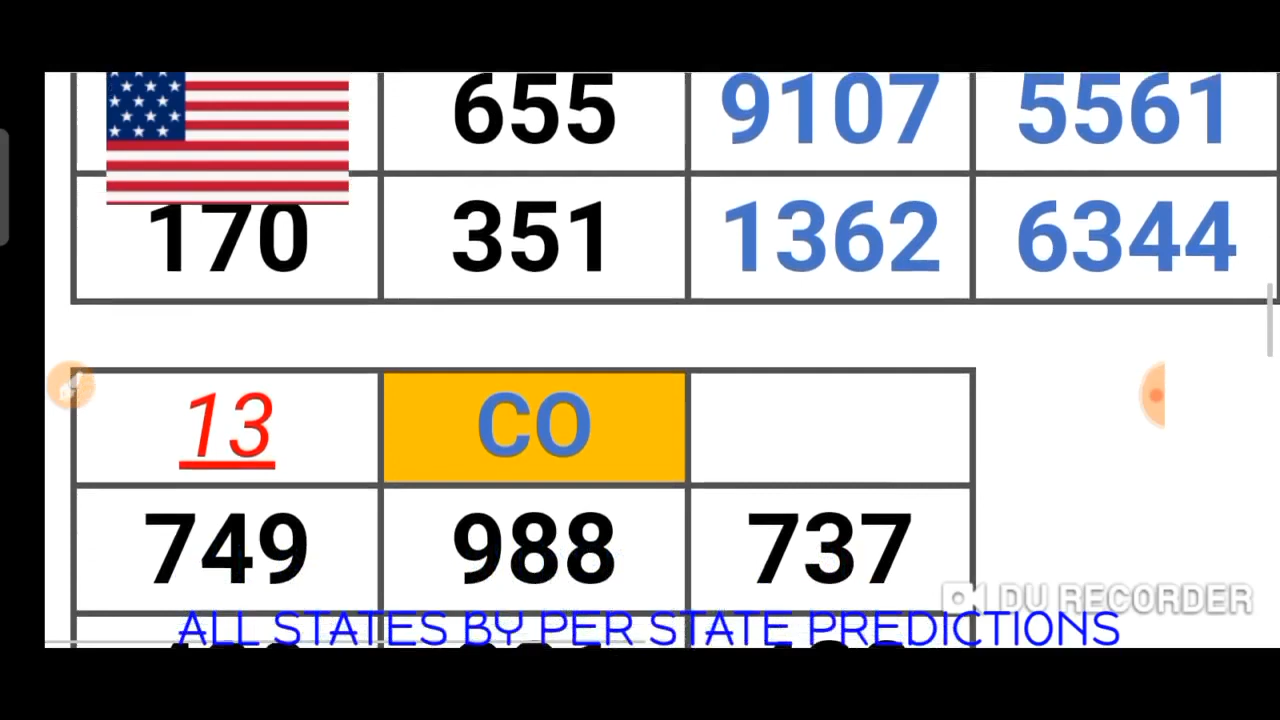 655 9107 5561
170 351 1362 6344
13 CO
749 988 737
DU RECORDER
ALL STATES BY PER STATE PREDICTIONS